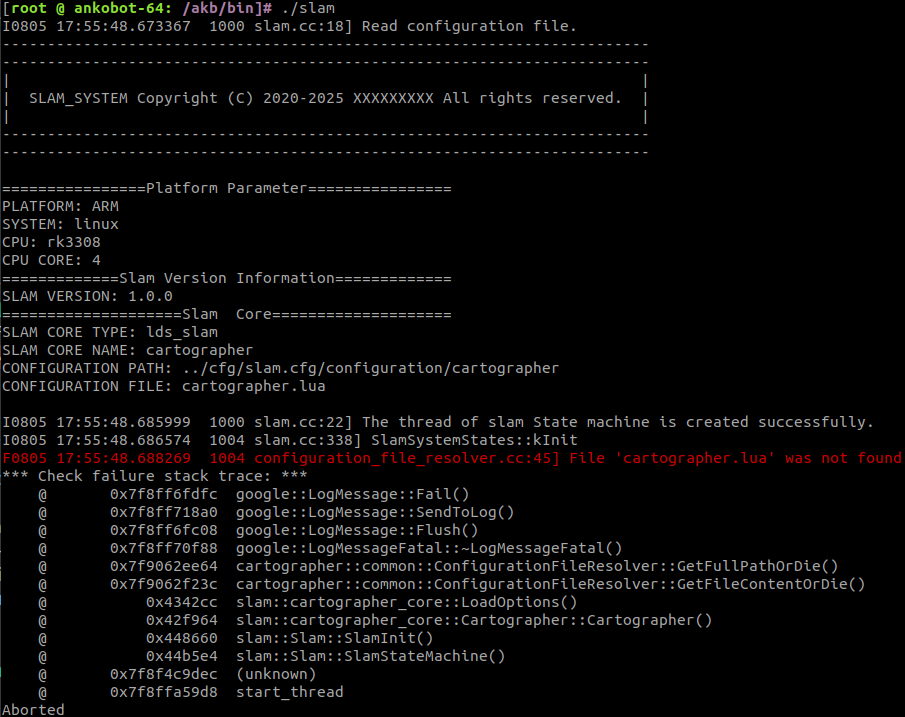 [root @ ankobot-64: /akb/bin]# ./slam
I0805 17:55:48.673367  1000 slam.cc:18] Read configuration file.
------------------------------------------------------------------------
------------------------------------------------------------------------
|                                                                      |
|  SLAM_SYSTEM Copyright (C) 2020-2025 XXXXXXXXX All rights reserved.  |
|                                                                      |
------------------------------------------------------------------------
------------------------------------------------------------------------
================Platform Parameter================
PLATFORM: ARM
SYSTEM: linux
CPU: rk3308
CPU CORE: 4
=============Slam Version Information=============
SLAM VERSION: 1.0.0
====================Slam  Core====================
SLAM CORE TYPE: lds_slam
SLAM CORE NAME: cartographer
CONFIGURATION PATH: ../cfg/slam.cfg/configuration/cartographer
CONFIGURATION FILE: cartographer.lua
I0805 17:55:48.685999  1000 slam.cc:22] The thread of slam State machine is created successfully.
I0805 17:55:48.686574  1004 slam.cc:338] SlamSystemStates::kInit
F0805 17:55:48.688269  1004 configuration_file_resolver.cc:45] File 'cartographer.lua' was not found
*** Check failure stack trace: ***
    @       0x7f8ff6fdfc  google::LogMessage::Fail()
    @       0x7f8ff718a0  google::LogMessage::SendToLog()
    @       0x7f8ff6fc08  google::LogMessage::Flush()
    @       0x7f8ff70f88  google::LogMessageFatal::~LogMessageFatal()
    @       0x7f9062ee64  cartographer::common::ConfigurationFileResolver::GetFullPathOrDie()
    @       0x7f9062f23c  cartographer::common::ConfigurationFileResolver::GetFileContentOrDie()
    @           0x4342cc  slam::cartographer_core::LoadOptions()
    @           0x42f964  slam::cartographer_core::Cartographer::Cartographer()
    @           0x448660  slam::Slam::SlamInit()
    @           0x44b5e4  slam::Slam::SlamStateMachine()
    @       0x7f8f4c9dec  (unknown)
    @       0x7f8ffa59d8  start_thread
Aborted